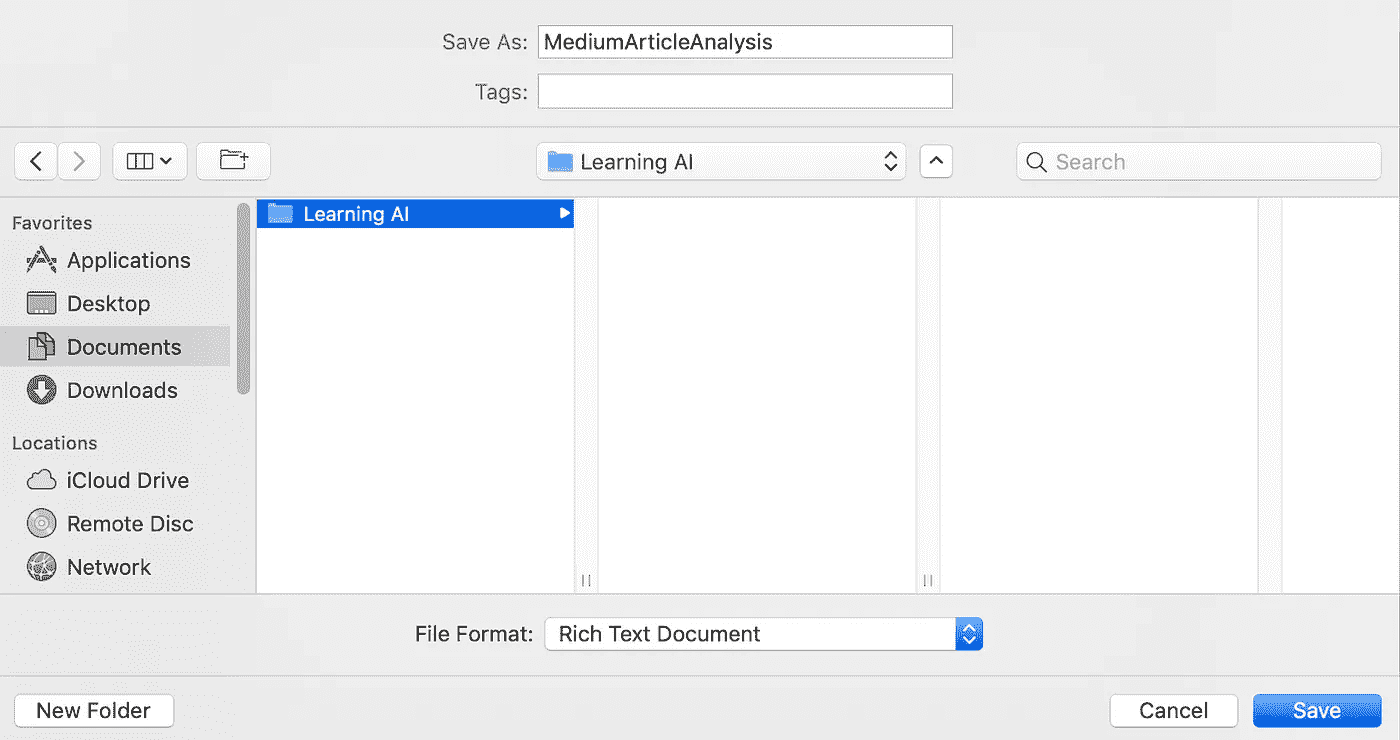 Save As: MediumArticleAnalysis
Tags:
Learning AI
Search
Favorites
Learning AI
Applications
Desktop
Documents
Downloads
Locations
iCloud Drive
Remote Disc
Network
File Format: Rich Text Document
New Folder Cancel Save